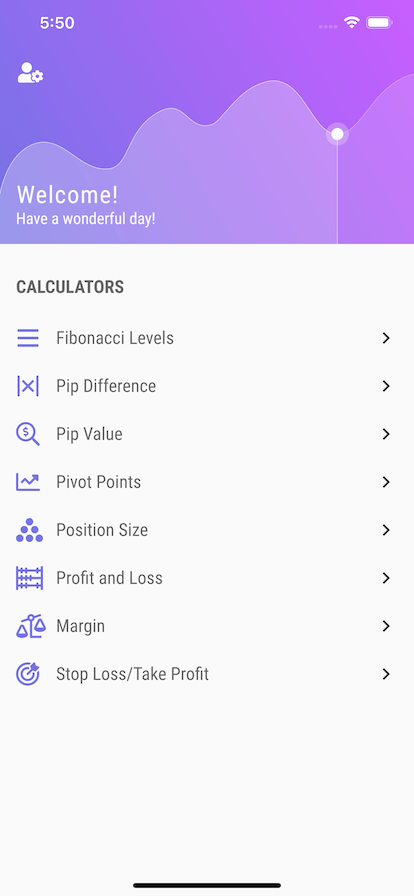 5:50
Welcome!
Have a wonderful day!
CALCULATORS
Fibonacci Levels
Pip Difference
Pip Value
Pivot Points
Position Size
Profit and Loss
Margin
Stop Loss/Take Profit